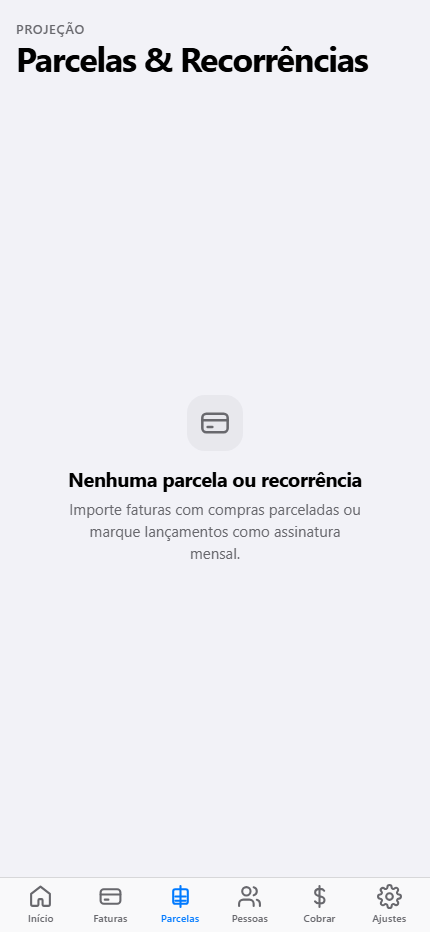 PROJEÇÃO
Parcelas & Recorrências
Nenhuma parcela ou recorrência
Importe faturas com compras parceladas ou
marque lançamentos como assinatura
mensal.
Início
Faturas
Parcelas
Pessoas
Cobrar
Ajustes